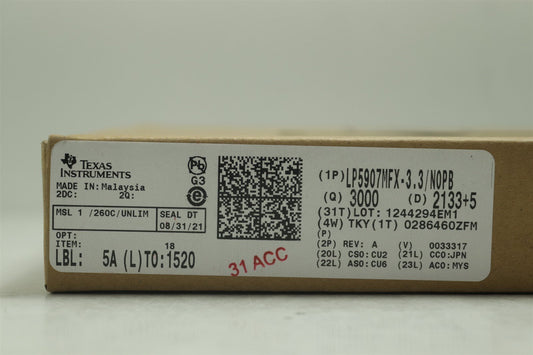 TEXAS
INSTRUMENTS
MADE IN: Malaysia
2DC: 2Q:
MSL 1 /260C/UNLIM SEAL DT
08/31/21
OPT:
ITEM: 18
LBL: 5A (L)TO:1520
Pb
G3
31 ACC
(1P) LP5907MFX-3.3/NOPB
(Q) 3000 (D) 2133+5
(31T)LOT: 1244294EM1
(4W) TKY(1T) 0286460ZFM
(P)
(2P) REV: A (V) 0033317
(20L) CSO:CU2 (21L) CCO:JPN
(22L) ASO:CU6 (23L) ACO:MYS